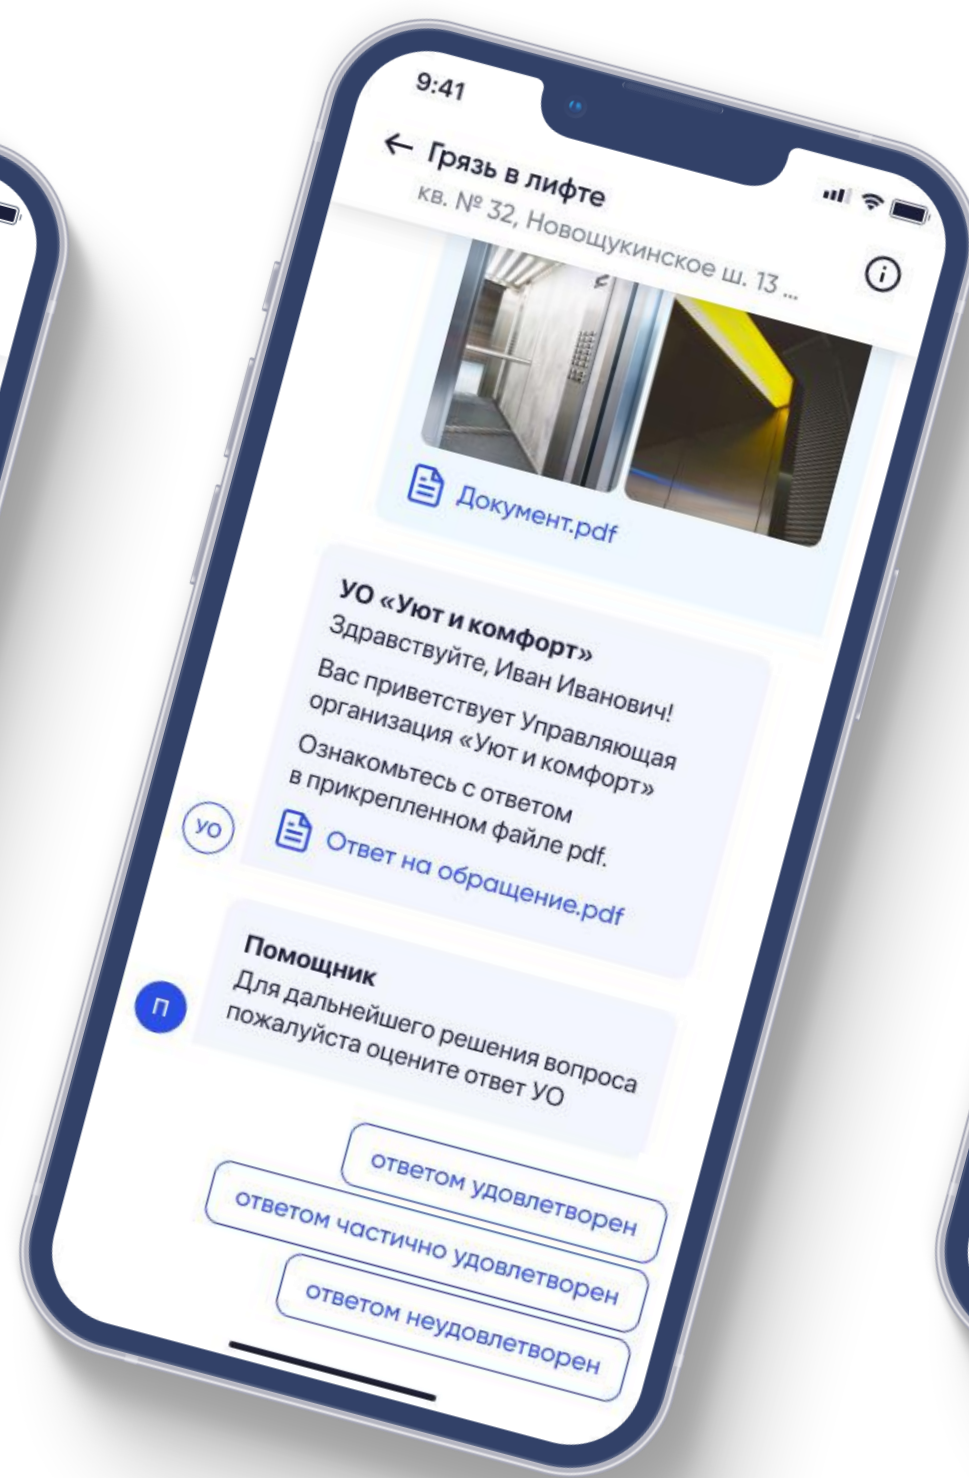 9:41
Грязь в лифте
кв. № 32, Новощукинское ш. 13 ...
Документ.pdf
УО «Уют и комфорт»
Здравствуйте, Иван Иванович!
Вас приветствует Управляющая
организация «Уют и комфорт»
Ознакомьтесь с ответом
в прикрепленном файле pdf.
УО
Ответ на обращение.pdf
Помощник
П
Для дальнейшего решения вопроса
пожалуйста оцените ответ УО
ответом удовлетворен
ответом частично удовлетворен
ответом неудовлетворен